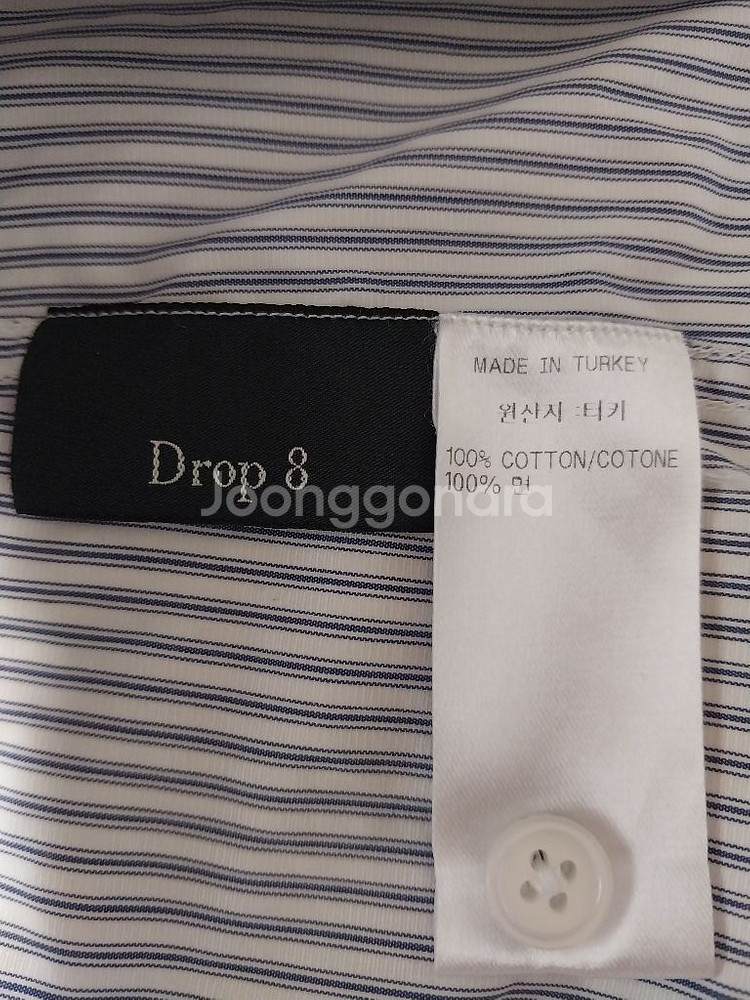 MADE IN TURKEY
원산지 :터키
Drop 8
100% COTTON/COTONE
100% 면
Joonggonara